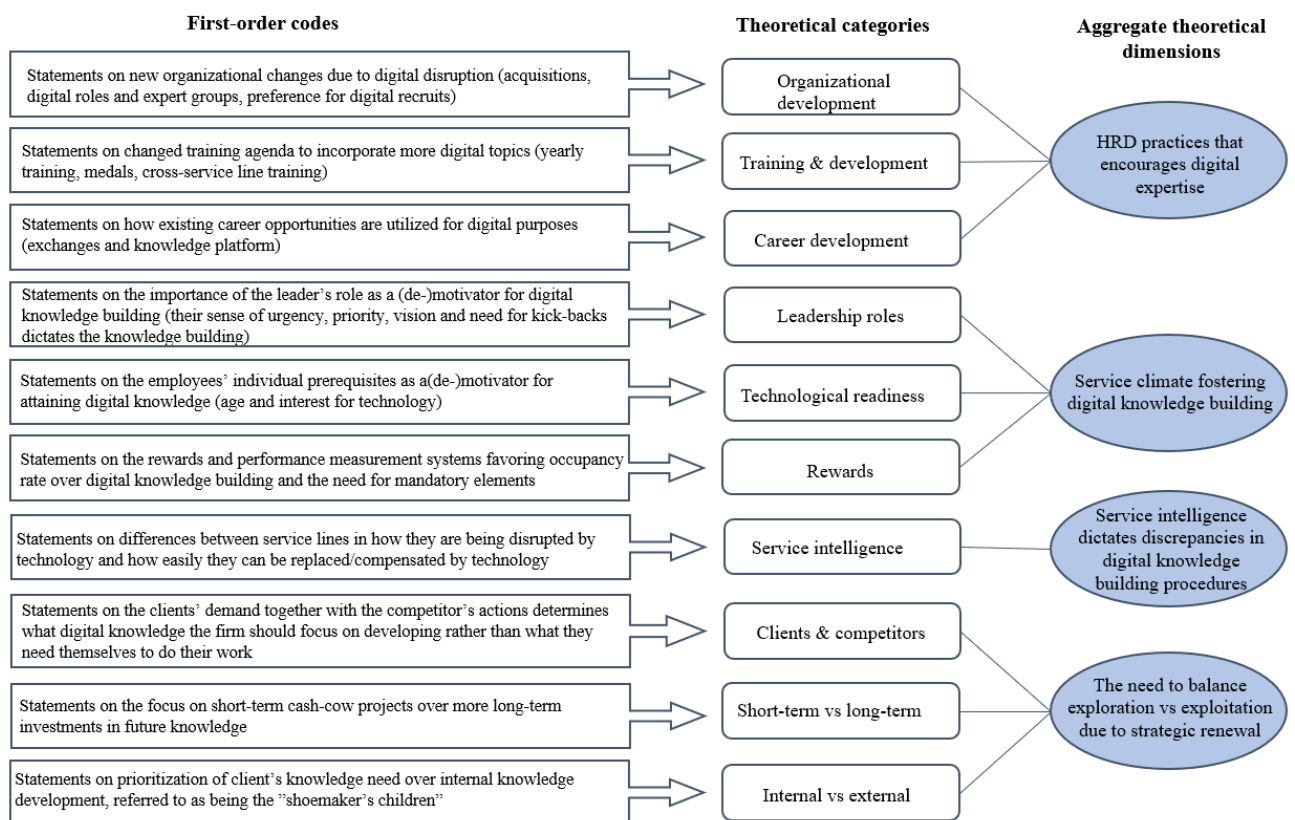 First-order codes
Theoretical categories
Aggregate theoretical
dimensions
Statements on new organizational changes due to digital disruption (acquisitions,
digital roles and expert groups, preference for digital recruits)
Organizational
development
HRD practices that
encourages digital
expertise
Statements on changed training agenda to incorporate more digital topics (yearly
training, medals, cross-service line training)
Training & development
Statements on how existing career opportunities are utilized for digital purposes
(exchanges and knowledge platform)
Career development
Statements on the importance of the leader’s role as a (de-)motivator for digital
knowledge building (their sense of urgency, priority, vision and need for kick-backs
dictates the knowledge building)
Leadership roles
Statements on the employees’ individual prerequisites as a(de-)motivator for
attaining digital knowledge (age and interest for technology)
Technological readiness
Service climate fostering
digital knowledge building
Statements on the rewards and performance measurement systems favoring occupancy
rate over digital knowledge building and the need for mandatory elements
Rewards
Statements on differences between service lines in how they are being disrupted by
technology and how easily they can be replaced/compensated by technology
Service intelligence
Service intelligence
dictates discrepancies in
digital knowledge
building procedures
Statements on the clients’ demand together with the competitor’s actions determines
what digital knowledge the firm should focus on developing rather than what they
need themselves to do their work
Clients & competitors
Statements on the focus on short-term cash-cow projects over more long-term
investments in future knowledge
Short-term vs long-term
The need to balance
exploration vs exploitation
due to strategic renewal
Statements on prioritization of client’s knowledge need over internal knowledge
development, referred to as being the ”shoemaker’s children”
Internal vs external